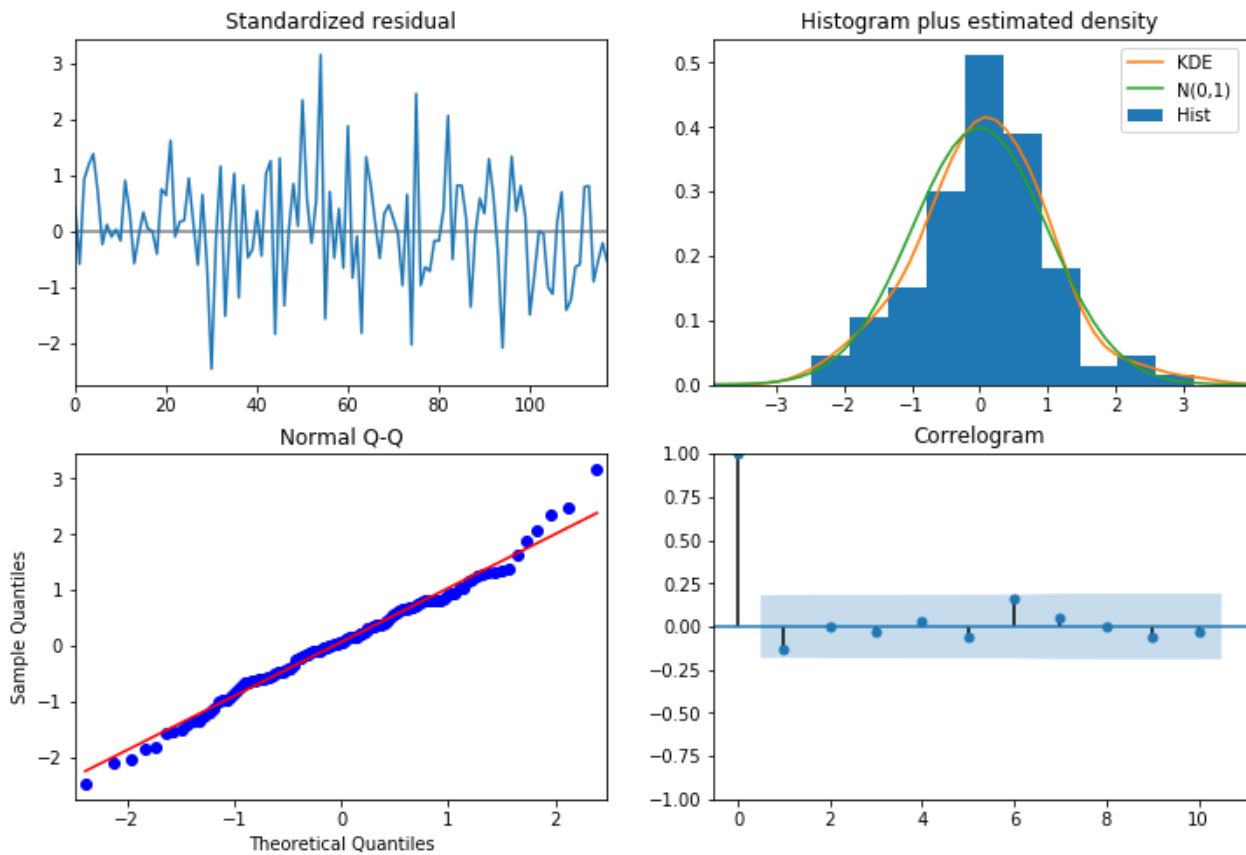 Standardized residual
3
2
1
0
−1
−2
0 20 40 60 80 100
Histogram plus estimated density
KDE
N(0,1)
Hist
0.5
0.4
0.3
0.2
0.1
0.0
−3 −2 −1 0 1 2 3
Normal Q-Q
Sample Quantiles
3
2
1
0
−1
−2
−2 −1 0 1 2
Theoretical Quantiles
Correlogram
1.00
0.75
0.50
0.25
0.00
−0.25
−0.50
−0.75
−1.00
0 2 4 6 8 10